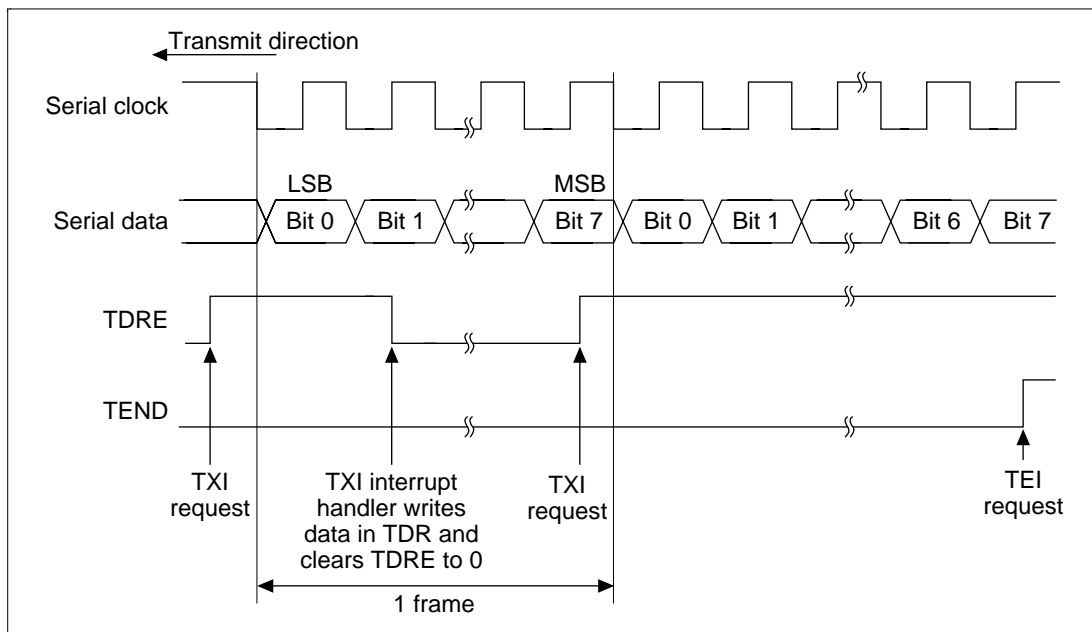 Transmit direction
Serial clock
LSB
MSB
Serial data
Bit 0
Bit 1
Bit 7
Bit 0
Bit 1
Bit 6
Bit 7
TDRE
TEND
TXI
request
TXI interrupt
handler writes
data in TDR and
clears TDRE to 0
TXI
request
TEI
request
1 frame